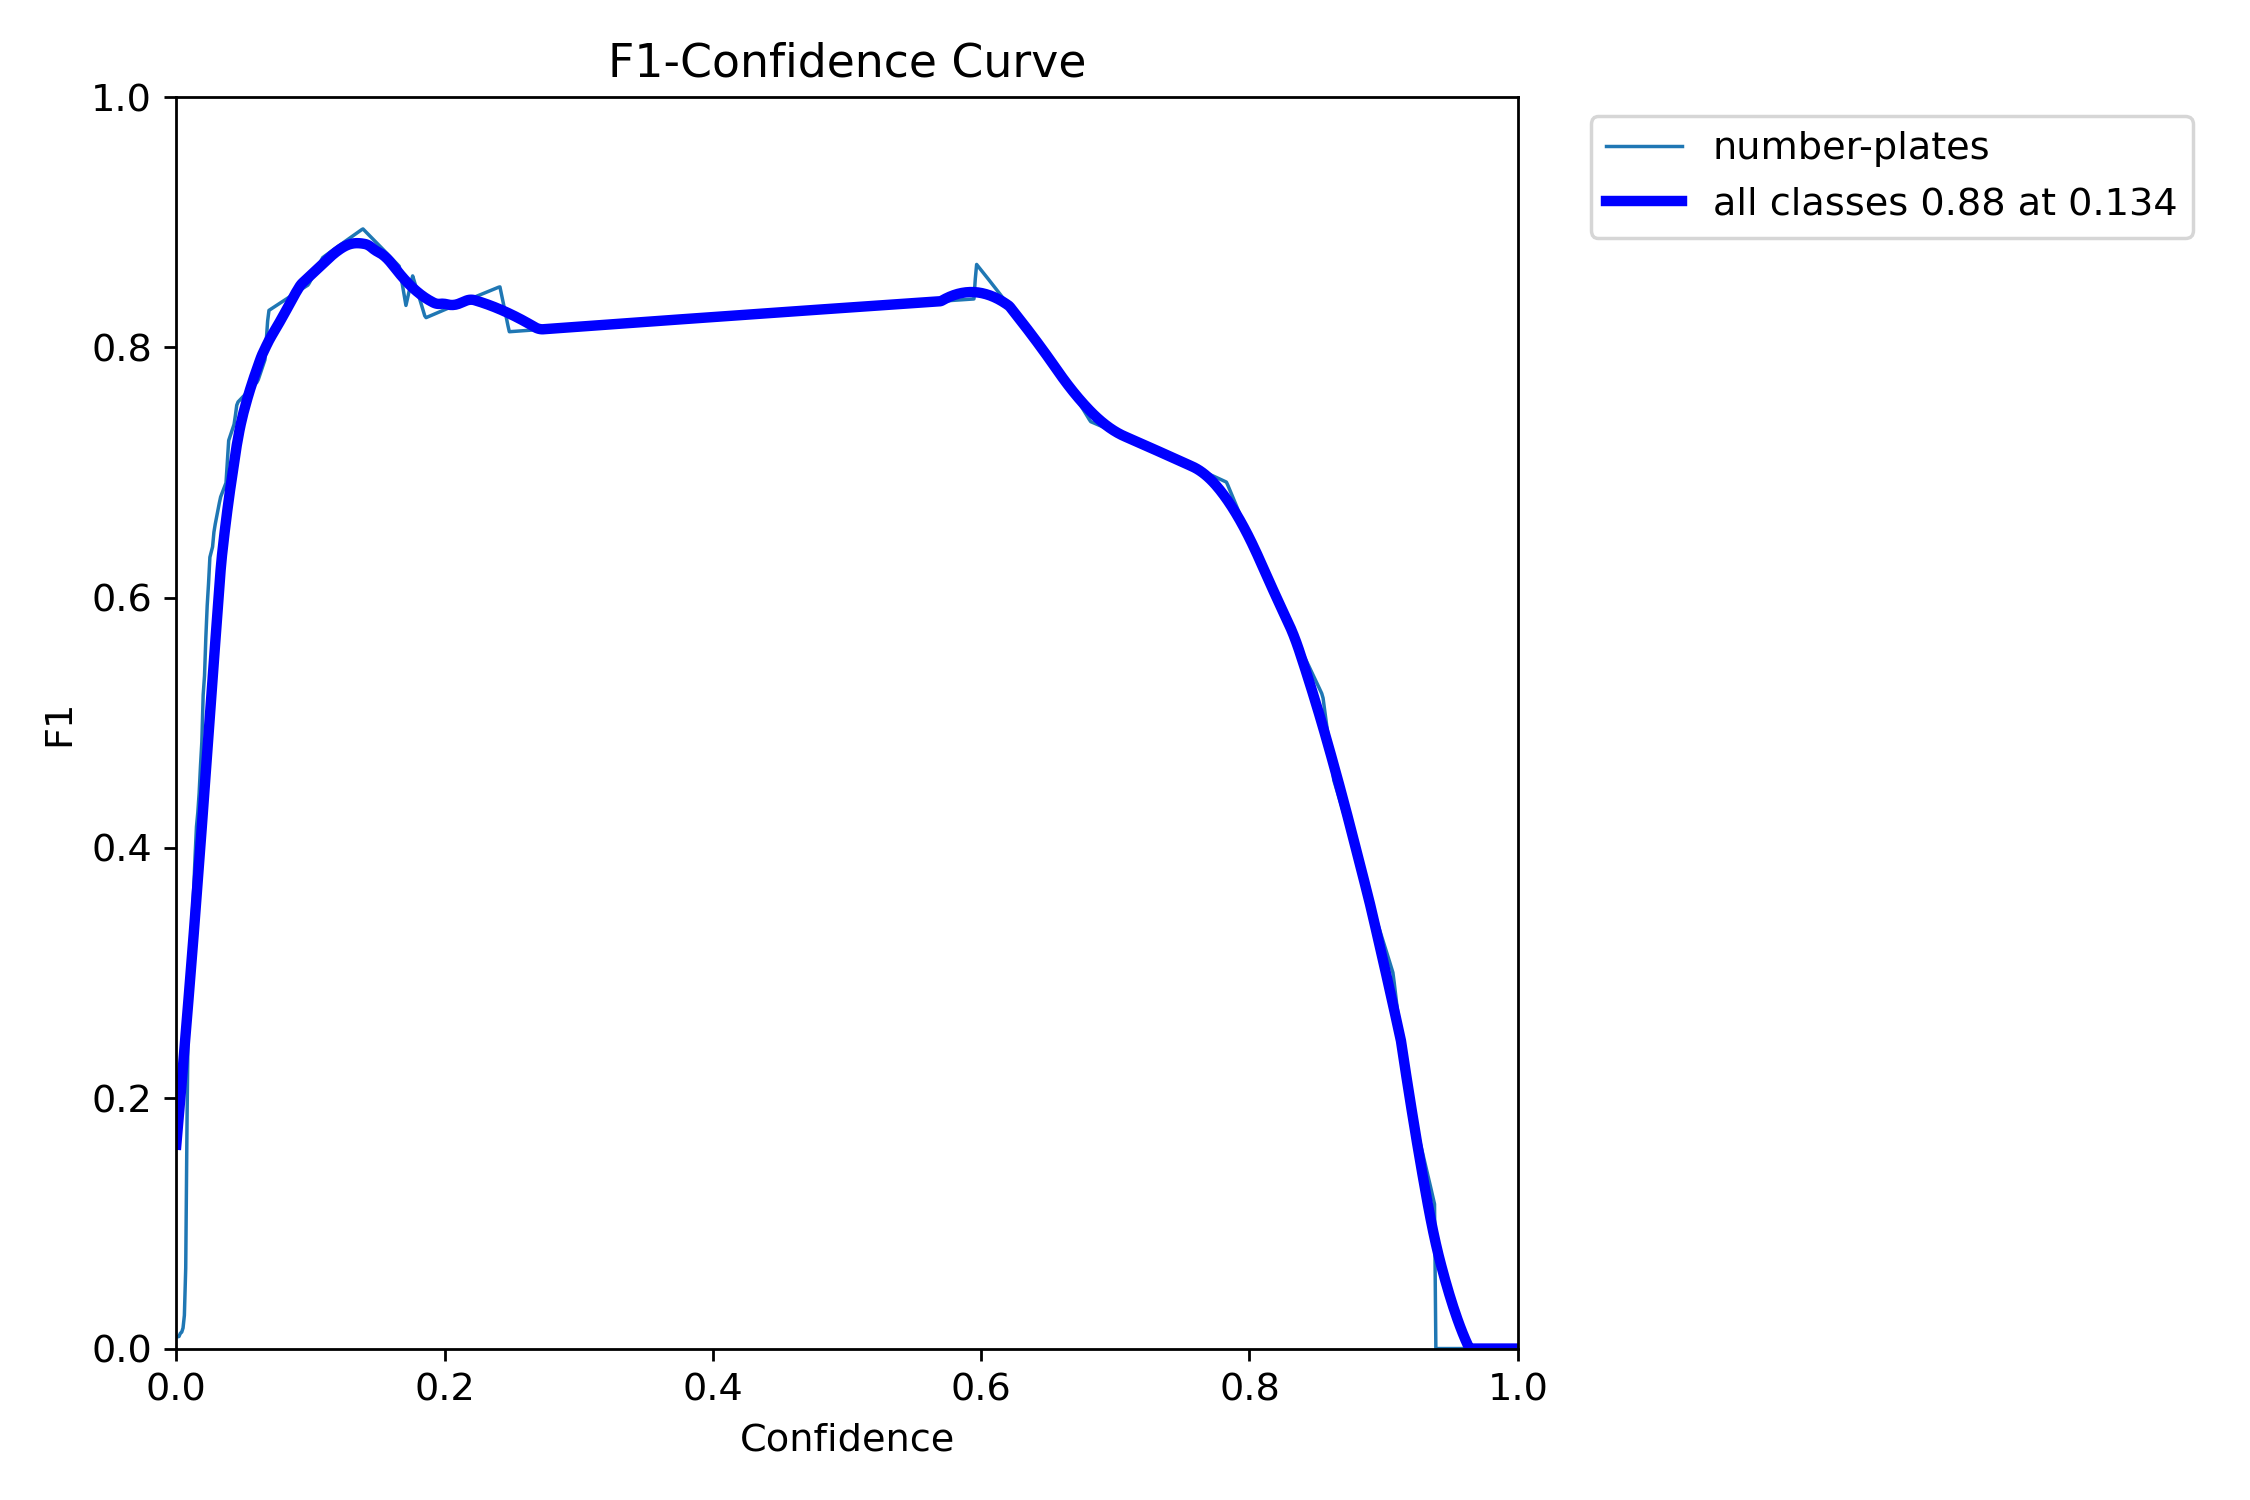 F1-Confidence Curve
number-plates
all classes 0.88 at 0.134
1.0
0.8
0.6
0.4
0.2
0.0
F1
0.0 0.2 0.4 0.6 0.8 1.0
Confidence